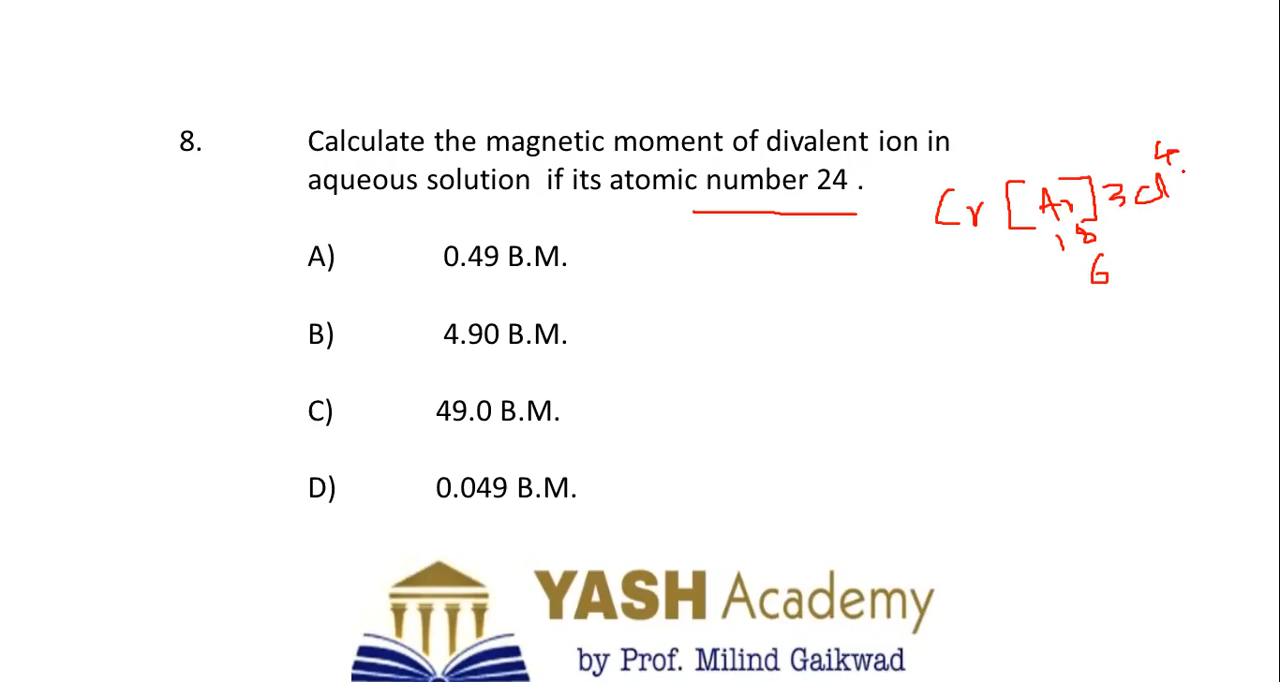 8. Calculate the magnetic moment of divalent ion in
aqueous solution if its atomic number 24 .
Cr [Ar] 3d⁴
18
6
A) 0.49 B.M.
B) 4.90 B.M.
C) 49.0 B.M.
D) 0.049 B.M.
YASH Academy
by Prof. Milind Gaikwad